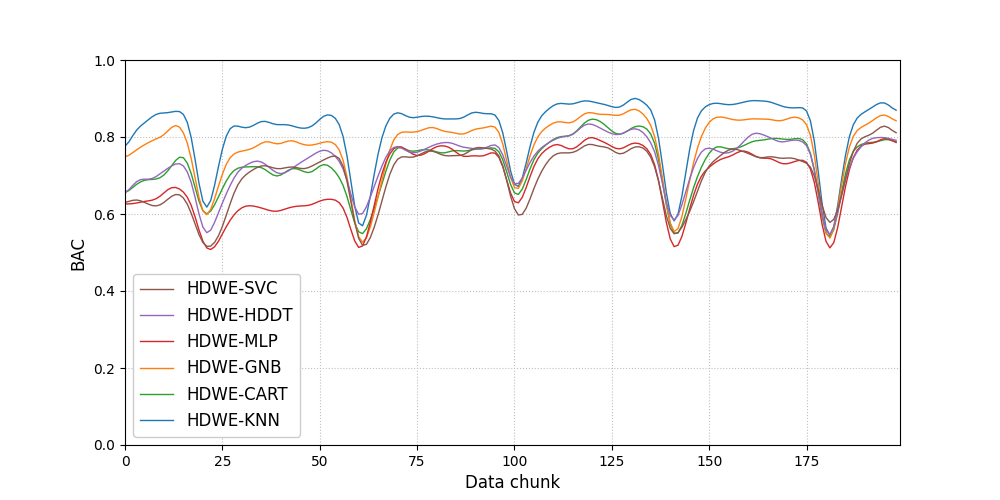 1.0
0.8
0.6
0.4
0.2
0.0
BAC
HDWE-SVC
HDWE-HDDT
HDWE-MLP
HDWE-GNB
HDWE-CART
HDWE-KNN
0 25 50 75 100 125 150 175
Data chunk